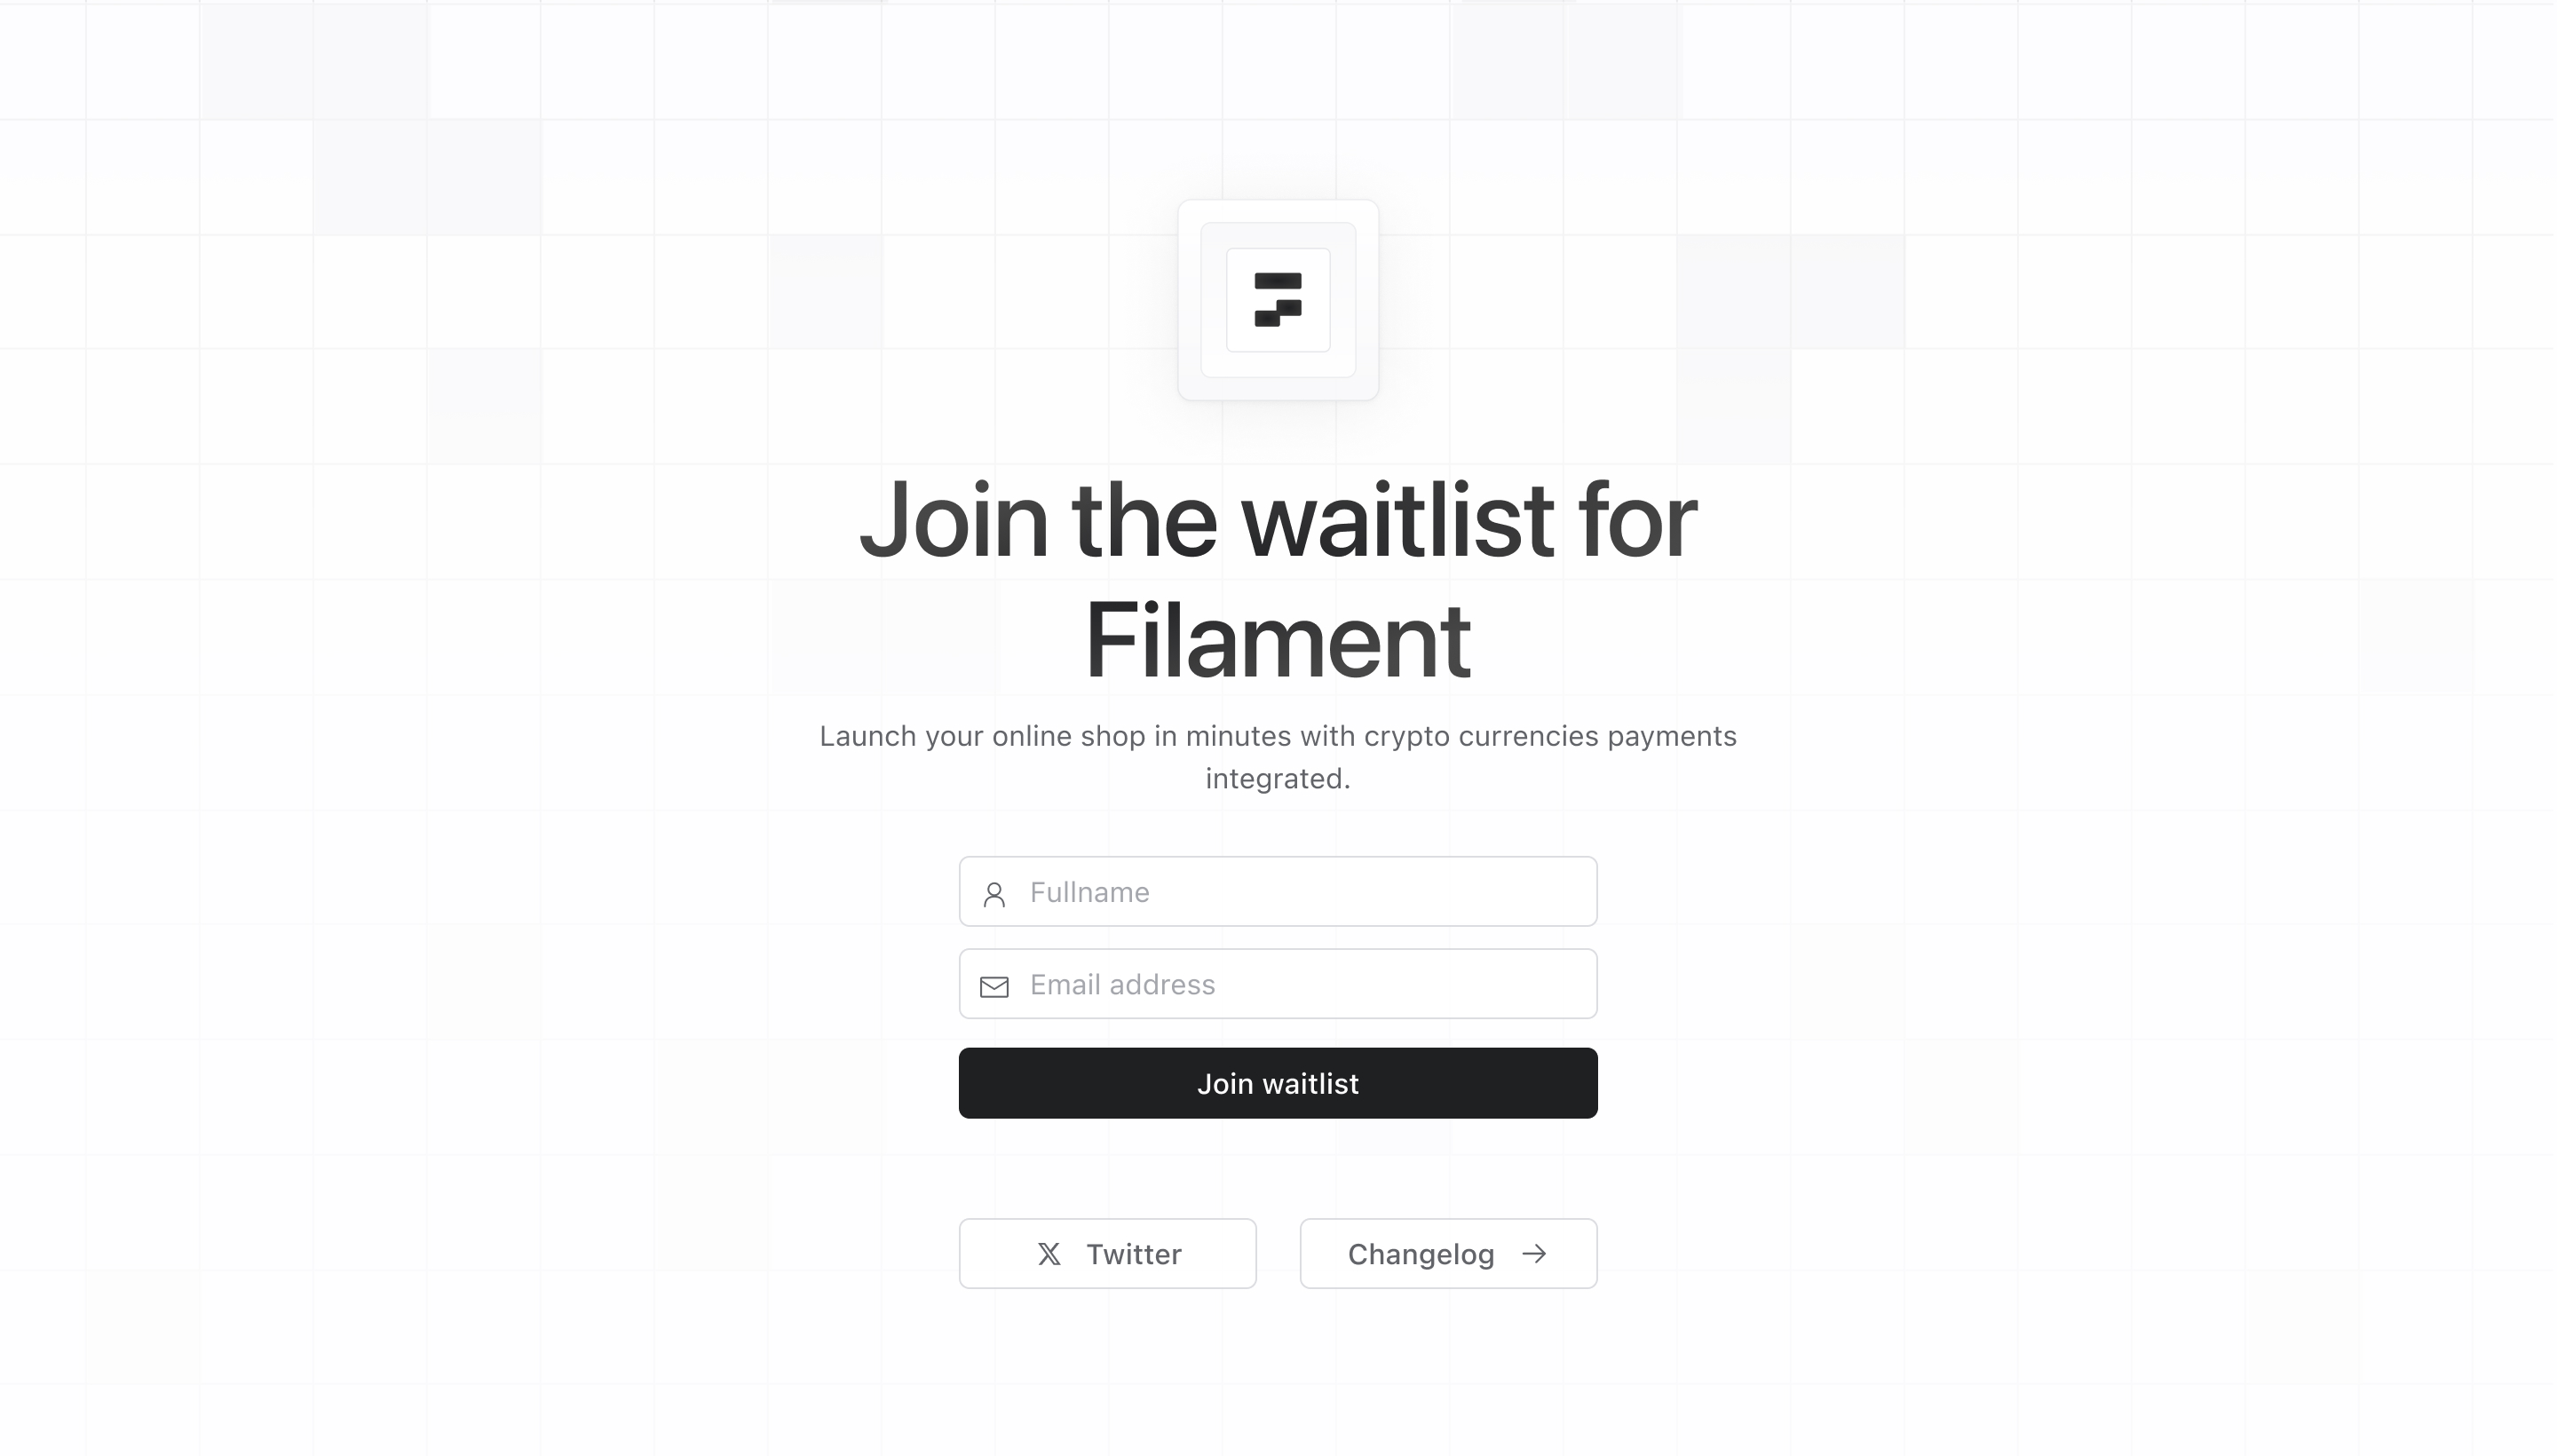 Join the waitlist for
Filament
Launch your online shop in minutes with crypto currencies payments
integrated.
Fullname
Email address
Join waitlist
Twitter
Changelog